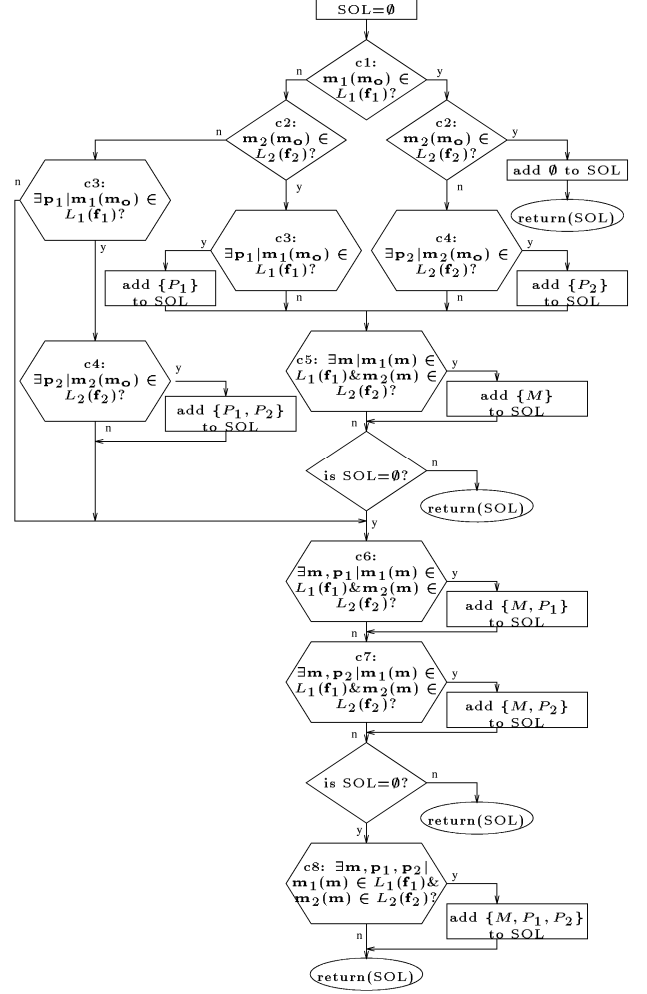 SOL=∅
c1:
m₁(mₒ) ∈
L₁(f₁)?
n
y
c2:
m₂(mₒ) ∈
L₂(f₂)?
n
y
c2:
m₂(mₒ) ∈
L₂(f₂)?
y
n
add ∅ to SOL
return(SOL)
n
c3:
∃p₁|m₁(mₒ) ∈
L₁(f₁)?
y
c3:
∃p₁|m₁(mₒ) ∈
L₁(f₁)?
y
n
c4:
∃p₂|m₂(mₒ) ∈
L₂(f₂)?
y
n
add {P₁}
to SOL
add {P₂}
to SOL
c4:
∃p₂|m₂(mₒ) ∈
L₂(f₂)?
y
n
add {P₁, P₂}
to SOL
c5: ∃m|m₁(m) ∈
L₁(f₁)&m₂(m) ∈
L₂(f₂)?
y
n
add {M}
to SOL
is SOL=∅?
n
y
return(SOL)
c6:
∃m, p₁|m₁(m) ∈
L₁(f₁)&m₂(m) ∈
L₂(f₂)?
y
n
add {M, P₁}
to SOL
c7:
∃m, p₂|m₁(m) ∈
L₁(f₁)&m₂(m) ∈
L₂(f₂)?
y
n
add {M, P₂}
to SOL
is SOL=∅?
n
y
return(SOL)
c8: ∃m, p₁, p₂|
m₁(m) ∈ L₁(f₁)&
m₂(m) ∈ L₂(f₂)?
y
n
add {M, P₁, P₂}
to SOL
return(SOL)